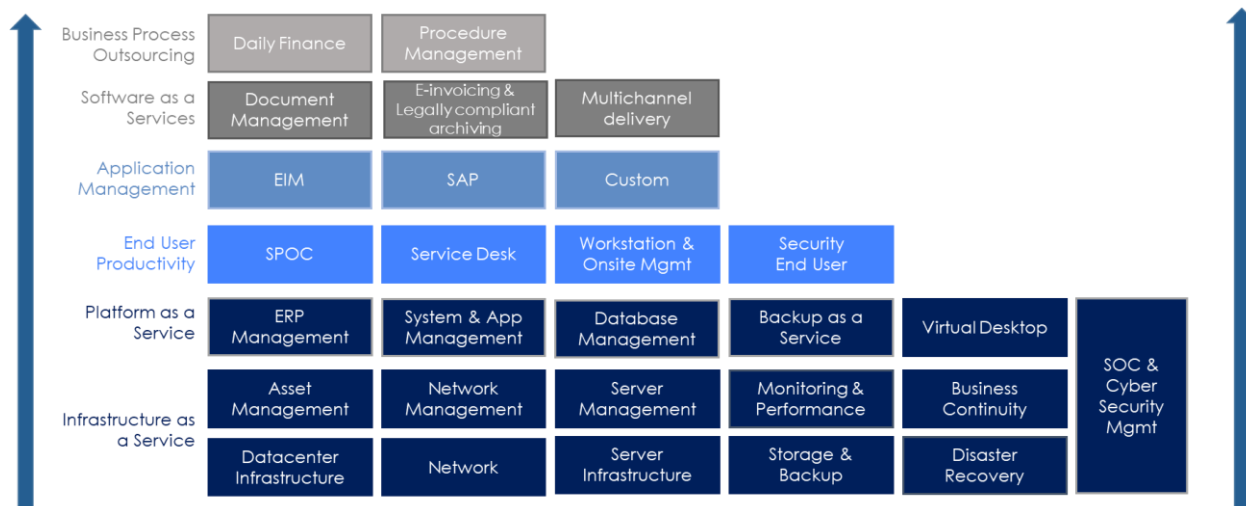 Business Process
Outsourcing
Daily Finance
Procedure
Management
Software as a
Services
Document
Management
E-invoicing &
Legally compliant
archiving
Multichannel
delivery
Application
Management
EIM
SAP
Custom
End User
Productivity
SPOC
Service Desk
Workstation &
Onsite Mgmt
Security
End User
Platform as a
Service
ERP
Management
System & App
Management
Database
Management
Backup as a
Service
Virtual Desktop
SOC &
Cyber
Security
Mgmt
Infrastructure as
a Service
Asset
Management
Network
Management
Server
Management
Monitoring &
Performance
Business
Continuity
Datacenter
Infrastructure
Network
Server
Infrastructure
Storage &
Backup
Disaster
Recovery